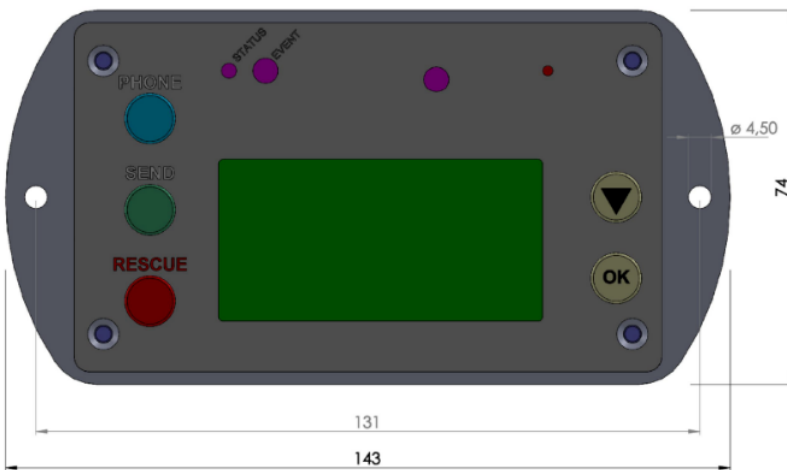 STATUS
EVENT
PHONE
ø 4,50
SEND
74
RESCUE
OK
131
143